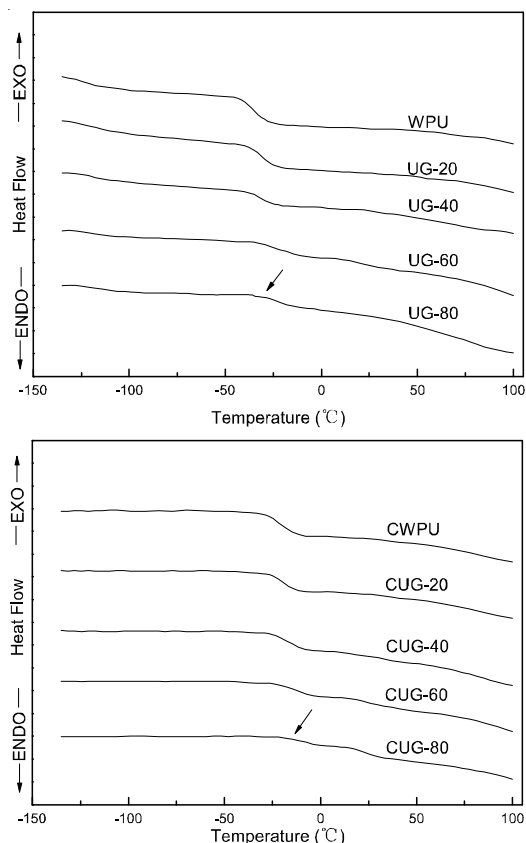 WPU
UG-20
UG-40
UG-60
UG-80
ENDO Heat Flow EXO
-150 -100 -50 0 50 100
Temperature (℃)
CWPU
CUG-20
CUG-40
CUG-60
CUG-80
ENDO Heat Flow EXO
-150 -100 -50 0 50 100
Temperature (℃)